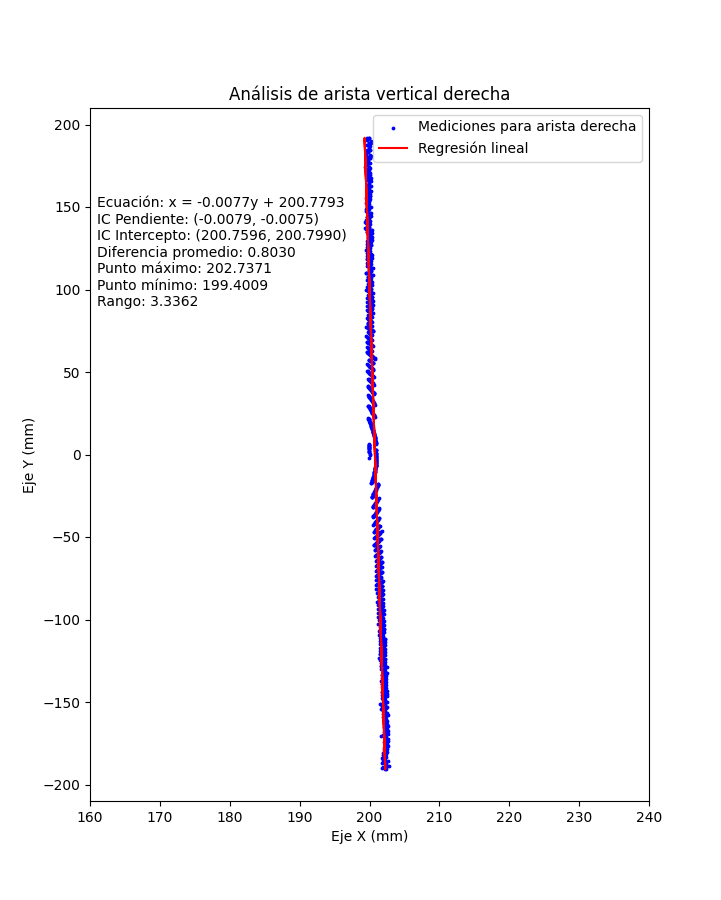 Análisis de arista vertical derecha
Mediciones para arista derecha
Regresión lineal
Ecuación: x = -0.0077y + 200.7793
IC Pendiente: (-0.0079, -0.0075)
IC Intercepto: (200.7596, 200.7990)
Diferencia promedio: 0.8030
Punto máximo: 202.7371
Punto mínimo: 199.4009
Rango: 3.3362
Eje Y (mm)
200
150
100
50
0
−50
−100
−150
−200
160 170 180 190 200 210 220 230 240
Eje X (mm)